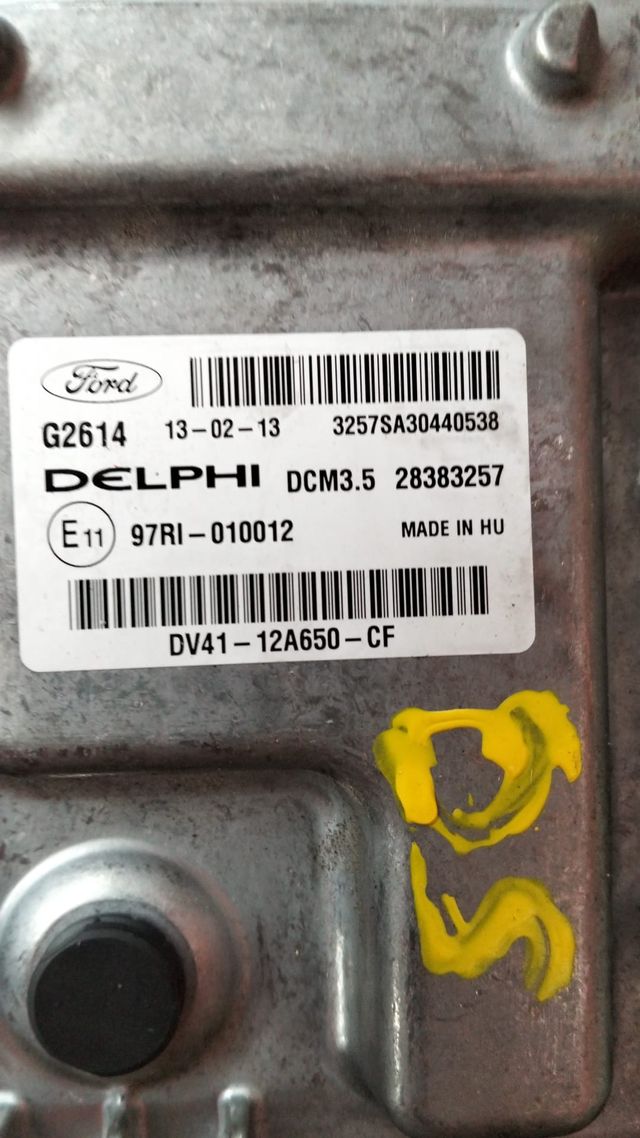 Ford
G2614 13-02-13 3257SA30440538
DELPHI DCM3.5 28383257
E11 97RI-010012 MADE IN HU
DV41-12A650-CF